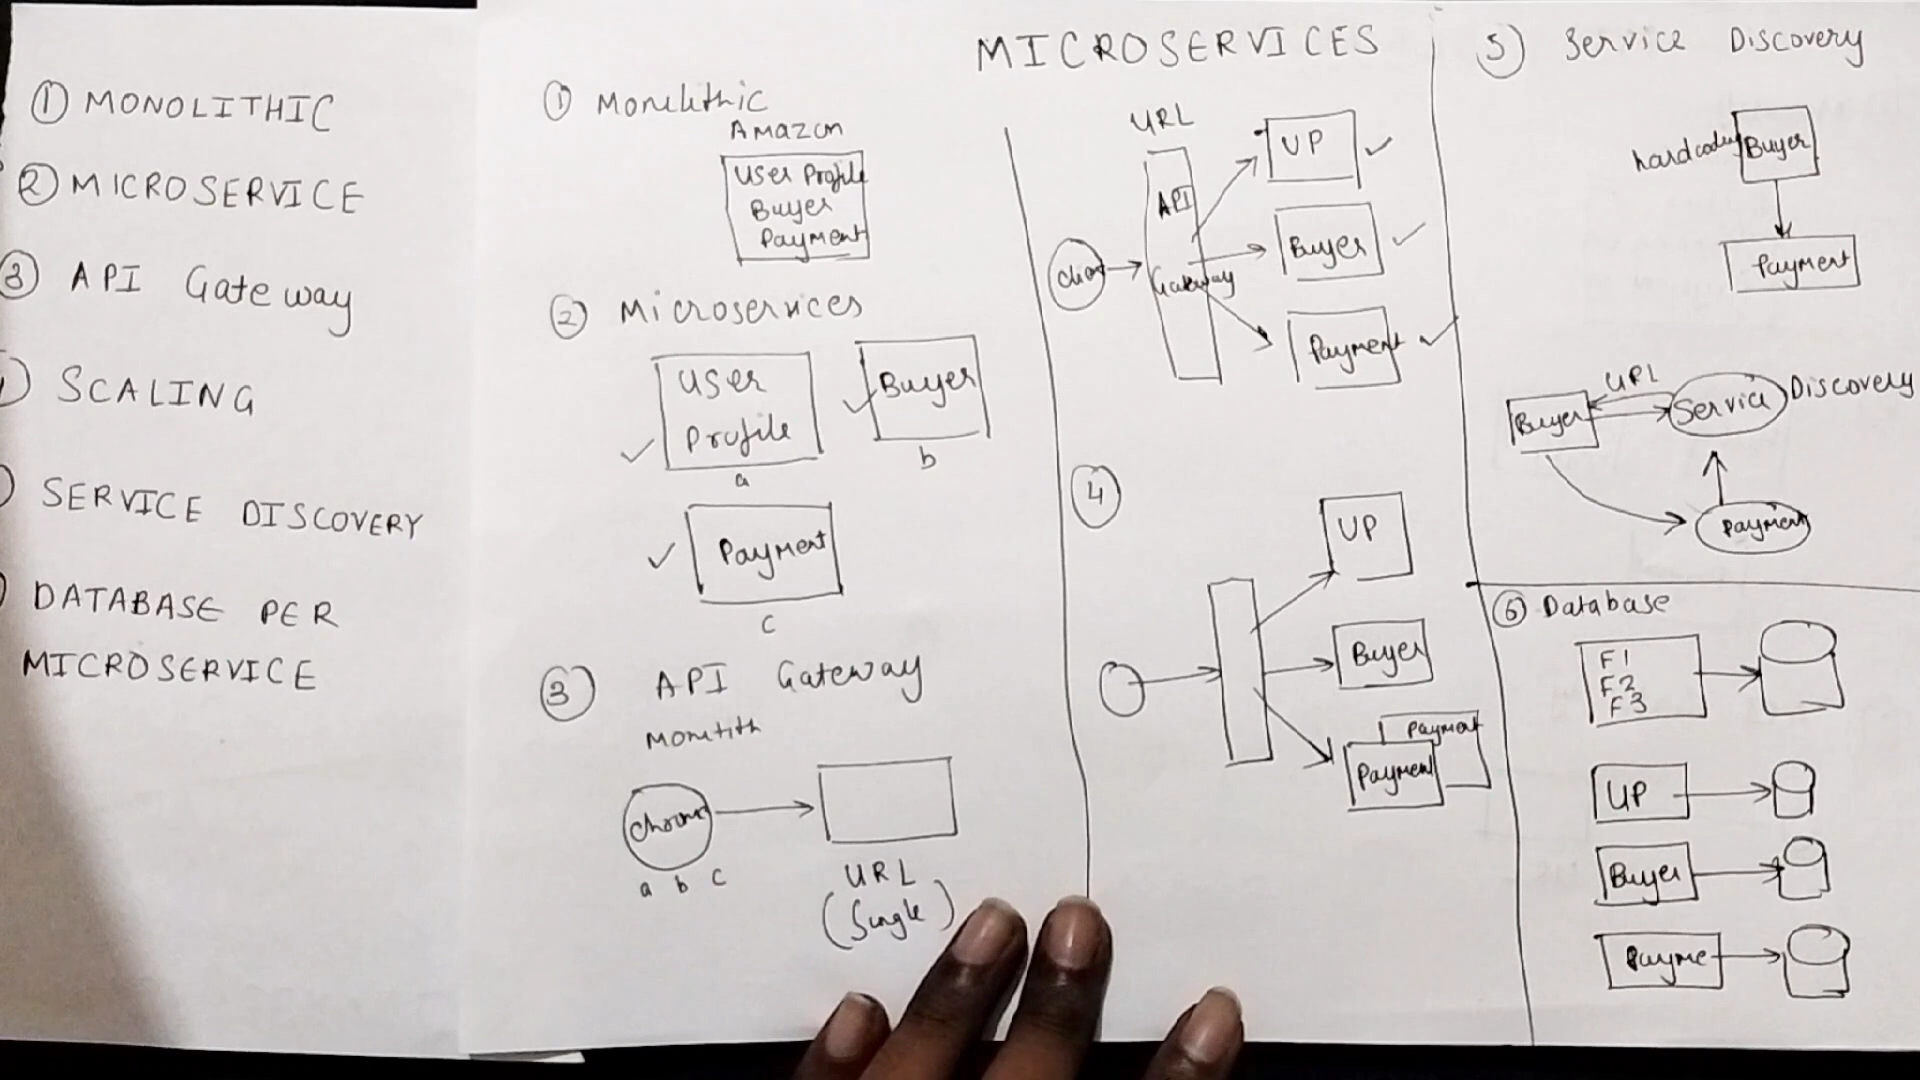 ① MONOLITHIC
② MICROSERVICE
③ API Gateway
SCALING
SERVICE DISCOVERY
DATABASE PER
MICROSERVICE
MICROSERVICES
① Monolithic
Amazon
User Profile
Buyer
Payment
② Microservices
User
Profile
a
Buyer
b
Payment
c
③ API Gateway
Chrome
a b c
URL
(Single)
URL
API
Gateway
UP
Buyer
Payment
④
UP
Buyer
Payment
Payment
5) Service Discovery
Buyer
Payment
URL
Buyer
Service Discovery
Payment
⑥ Database
F1
F2
F3
UP
Buyer
Payme